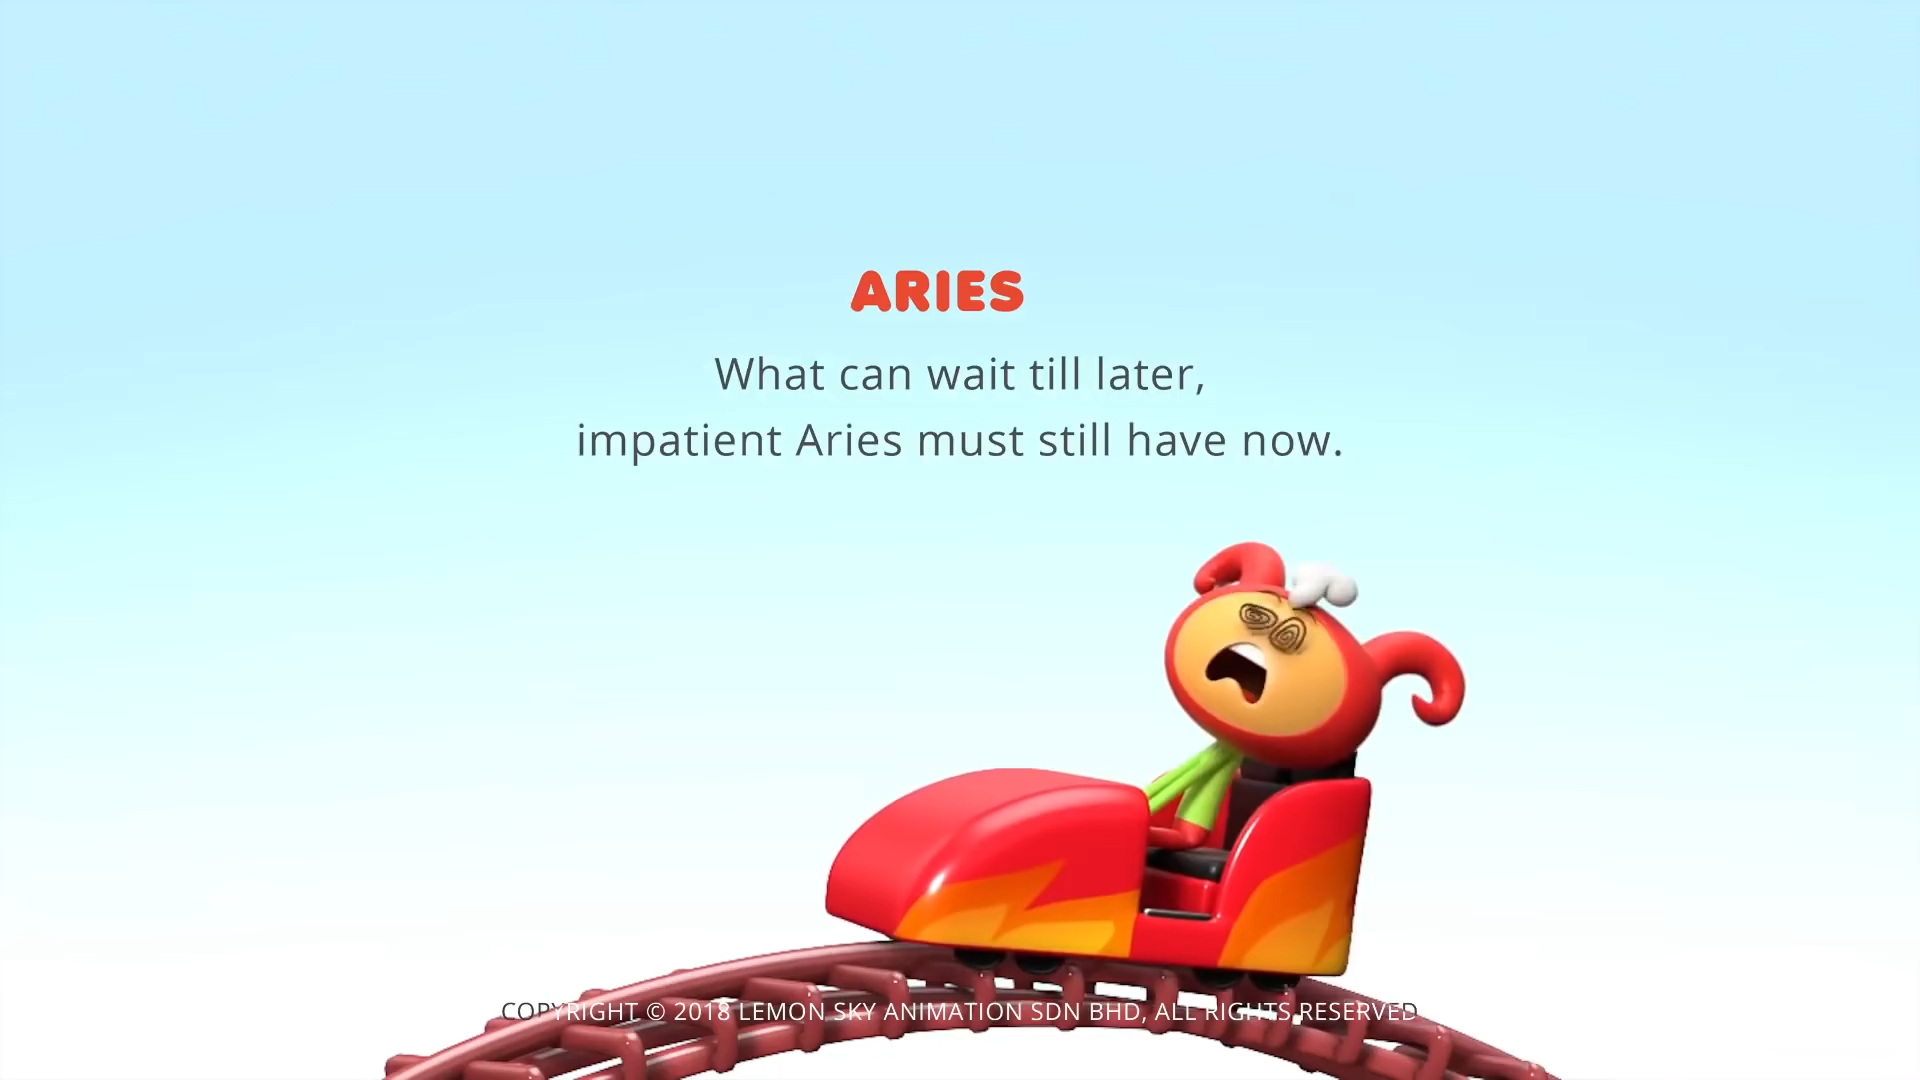 ARIES
What can wait till later,
impatient Aries must still have now.
COPYRIGHT © 2018 LEMON SKY ANIMATION SDN BHD, ALL RIGHTS RESERVED